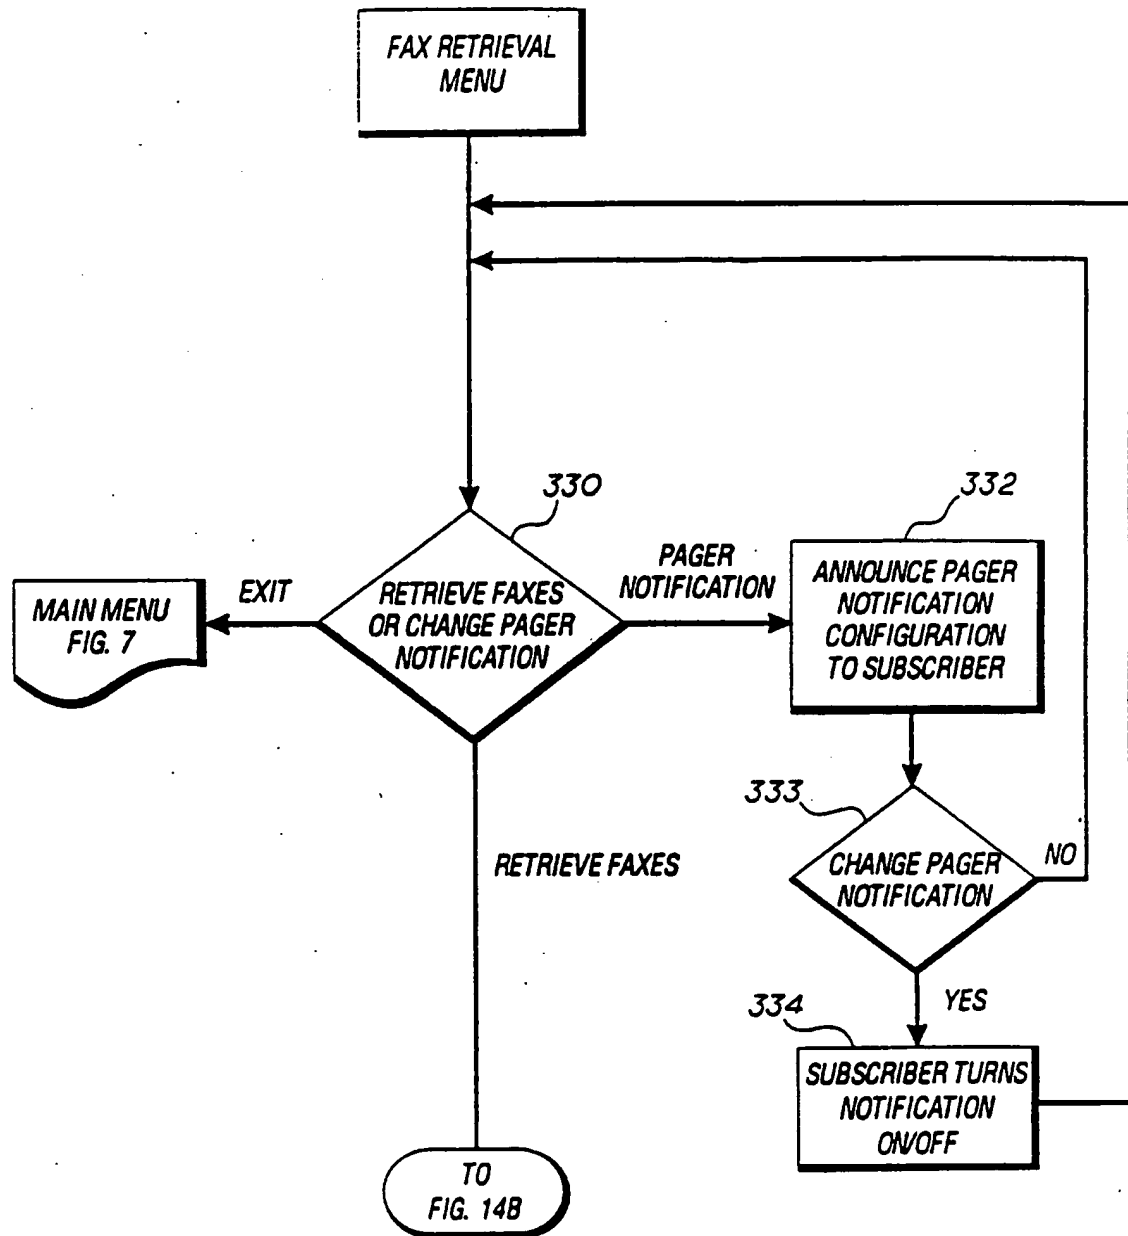 FAX RETRIEVAL
MENU
330
332
EXIT
PAGER
NOTIFICATION
MAIN MENU
FIG. 7
RETRIEVE FAXES
OR CHANGE PAGER
NOTIFICATION
ANNOUNCE PAGER
NOTIFICATION
CONFIGURATION
TO SUBSCRIBER
333
CHANGE PAGER
NOTIFICATION
NO
RETRIEVE FAXES
YES
334
SUBSCRIBER TURNS
NOTIFICATION
ON/OFF
TO
FIG. 14B